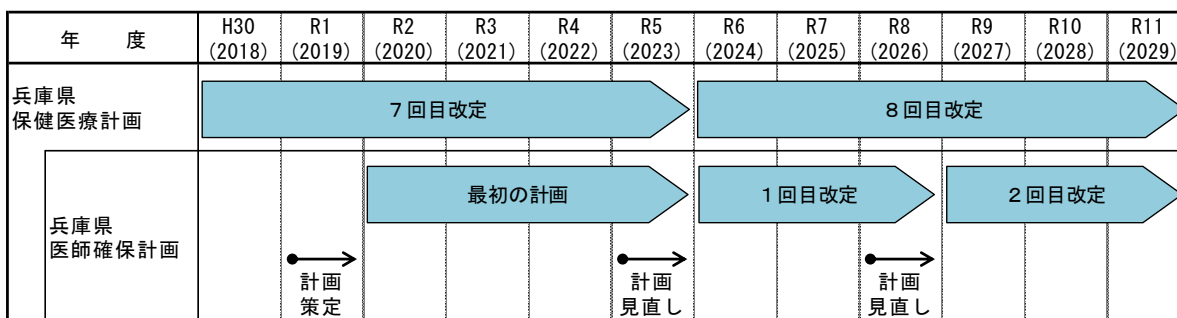 年 度 H30 R1 R2 R3 R4 R5 R6 R7 R8 R9 R10 R11
(2018) (2019) (2020) (2021) (2022) (2023) (2024) (2025) (2026) (2027) (2028) (2029)
兵庫県
保健医療計画
7回目改定
8回目改定
兵庫県
医師確保計画
最初の計画
1回目改定
2回目改定
計画
策定
計画
見直し
計画
見直し